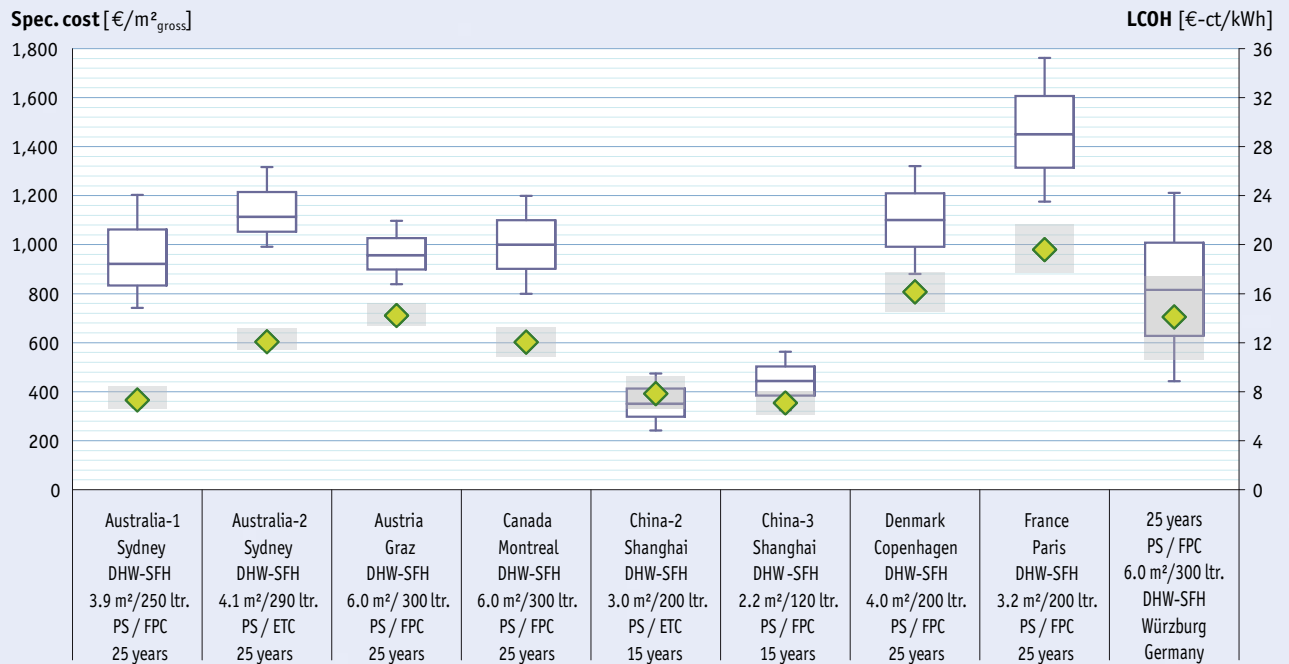 Spec. cost [€/m²gross]
LCOH [€-ct/kWh]
1,800
1,600
1,400
1,200
1,000
800
600
400
200
0
36
32
28
24
20
16
12
8
4
0
Australia-1
Sydney
DHW-SFH
3.9 m²/250 ltr.
PS / FPC
25 years
Australia-2
Sydney
DHW-SFH
4.1 m²/290 ltr.
PS / ETC
25 years
Austria
Graz
DHW-SFH
6.0 m²/ 300 ltr.
PS / FPC
25 years
Canada
Montreal
DHW-SFH
6.0 m²/300 ltr.
PS / FPC
25 years
China-2
Shanghai
DHW-SFH
3.0 m²/200 ltr.
PS / ETC
15 years
China-3
Shanghai
DHW-SFH
2.2 m²/120 ltr.
PS / FPC
15 years
Denmark
Copenhagen
DHW-SFH
4.0 m²/200 ltr.
PS / FPC
25 years
France
Paris
DHW-SFH
3.2 m²/200 ltr.
PS / FPC
25 years
25 years
PS / FPC
6.0 m²/300 ltr.
DHW-SFH
Würzburg
Germany